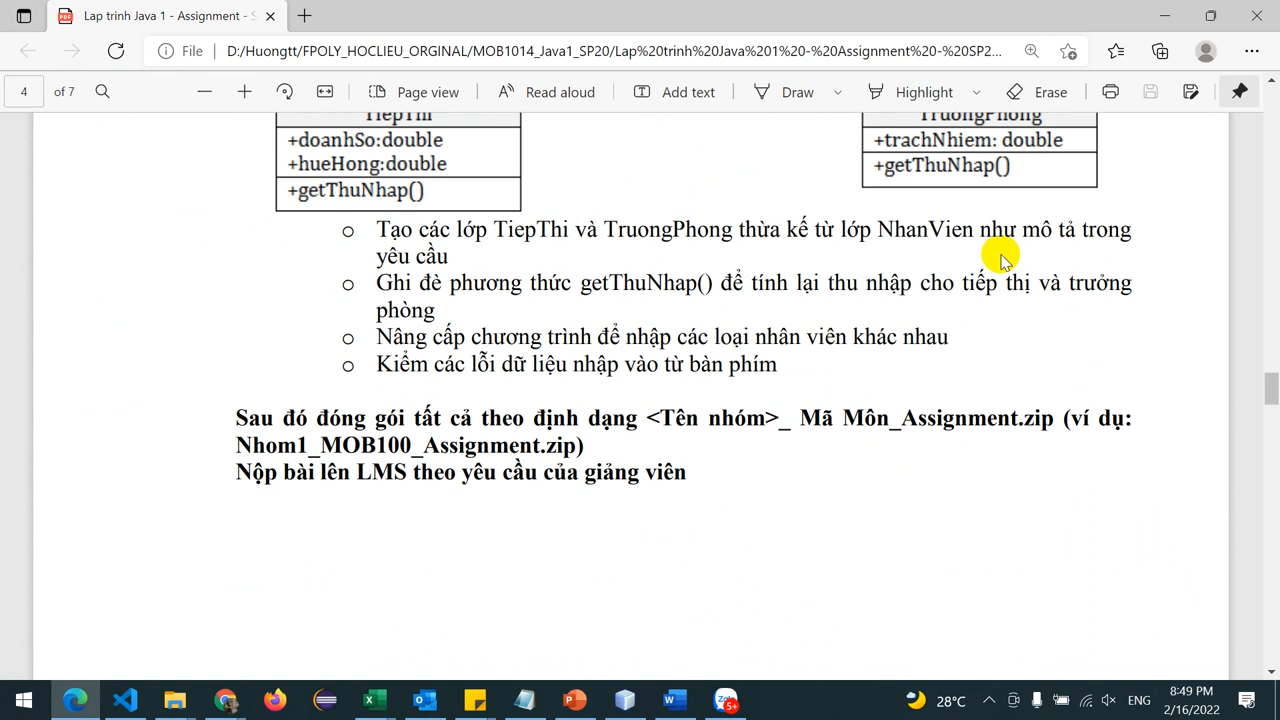 Lap trinh Java 1 - Assignment - S
File
D:/Huongtt/FPOLY_HOCLIEU_ORGINAL/MOB1014_Java1_SP20/Lap%20trinh%20Java%201%20-%20Assignment%20-%20SP2...
4 of 7
Page view
Read aloud
Add text
Draw
Highlight
Erase
TiepThi
TruongPhong
+doanhSo:double
+trachNhiem: double
+hueHong:double
+getThuNhap()
+getThuNhap()
o Tạo các lớp TiepThi và TruongPhong thừa kế từ lớp NhanVien như mô tả trong
yêu cầu
o Ghi đè phương thức getThuNhap() để tính lại thu nhập cho tiếp thị và trưởng
phòng
o Nâng cấp chương trình để nhập các loại nhân viên khác nhau
o Kiểm các lỗi dữ liệu nhập vào từ bàn phím
Sau đó đóng gói tất cả theo định dạng <Tên nhóm>_ Mã Môn_Assignment.zip (ví dụ:
Nhom1_MOB100_Assignment.zip)
Nộp bài lên LMS theo yêu cầu của giảng viên
28°C
ENG
8:49 PM
2/16/2022
5+